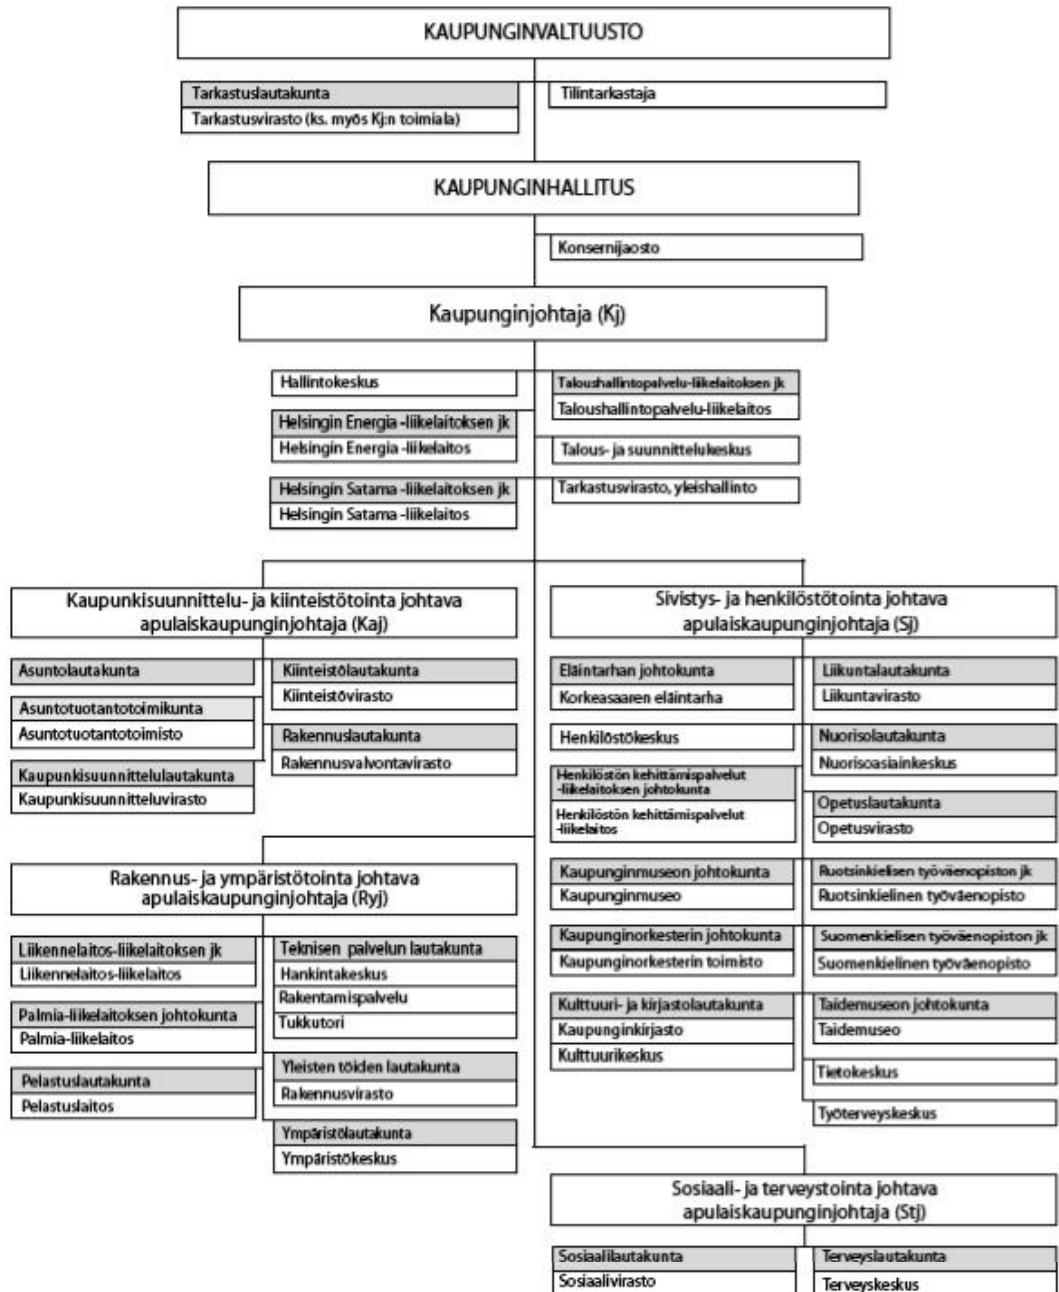 KAUPUNGINVALTUUSTO
Tarkastuslautakunta
Tarkastusvirasto (ks. myös Kj:n toimiala)
Tilintarkastaja
KAUPUNGINHALLITUS
Konsernijaosto
Kaupunginjohtaja (Kj)
Hallintokeskus
Helsingin Energia -liikelaitoksen jk
Helsingin Energia -liikelaitos
Helsingin Satama -liikelaitoksen jk
Helsingin Satama -liikelaitos
Taloushallintopalvelu-liikelaitoksen jk
Taloushallintopalvelu-liikelaitos
Talous- ja suunnittelukeskus
Tarkastusvirasto, yleishallinto
Kaupunkisuunnittelu- ja kiinteistötointa johtava
apulaiskaupunginjohtaja (Kaj)
Asuntolautakunta
Asuntotuotantotoimikunta
Asuntotuotantotoimisto
Kaupunkisuunnittelulautakunta
Kaupunkisuunnitteluvirasto
Kiinteistölautakunta
Kiinteistövirasto
Rakennuslautakunta
Rakennusvalvontavirasto
Sivistys- ja henkilöstötointa johtava
apulaiskaupunginjohtaja (Sj)
Eläintarhan johtokunta
Korkeasaaren eläintarha
Henkilöstökeskus
Henkilöstön kehittämispalvelut
-liikelaitoksen johtokunta
Henkilöstön kehittämispalvelut
-liikelaitos
Kaupunginmuseon johtokunta
Kaupunginmuseo
Kaupunginorkesterin johtokunta
Kaupunginorkesterin toimisto
Kulttuuri- ja kirjastolautakunta
Kaupunginkirjasto
Kulttuurikeskus
Liikuntalautakunta
Liikuntavirasto
Nuorisolautakunta
Nuorisoasiainkeskus
Opetuslautakunta
Opetusvirasto
Ruotsinkielisen työväenopiston jk
Ruotsinkielinen työväenopisto
Suomenkielisen työväenopiston jk
Suomenkielinen työväenopisto
Taidemuseon johtokunta
Taidemuseo
Tietokeskus
Työterveyskeskus
Rakennus- ja ympäristötointa johtava
apulaiskaupunginjohtaja (Ryj)
Liikennelaitos-liikelaitoksen jk
Liikennelaitos-liikelaitos
Palmia-liikelaitoksen johtokunta
Palmia-liikelaitos
Pelastuslautakunta
Pelastuslaitos
Teknisen palvelun lautakunta
Hankintakeskus
Rakentamispalvelu
Tukkutori
Yleisten töiden lautakunta
Rakennusvirasto
Ympäristölautakunta
Ympäristökeskus
Sosiaali- ja terveystointa johtava
apulaiskaupunginjohtaja (Stj)
Sosiaalilautakunta
Sosiaalivirasto
Terveyslautakunta
Terveyskeskus